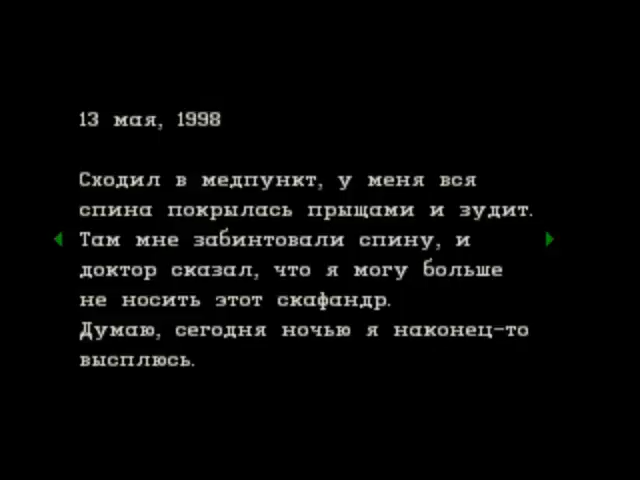 13 мая, 1998
Сходил в медпункт, у меня вся
спина покрылась прыщами и зудит.
Там мне забинтовали спину, и
доктор сказал, что я могу больше
не носить этот скафандр.
Думаю, сегодня ночью я наконец-то
высплюсь.